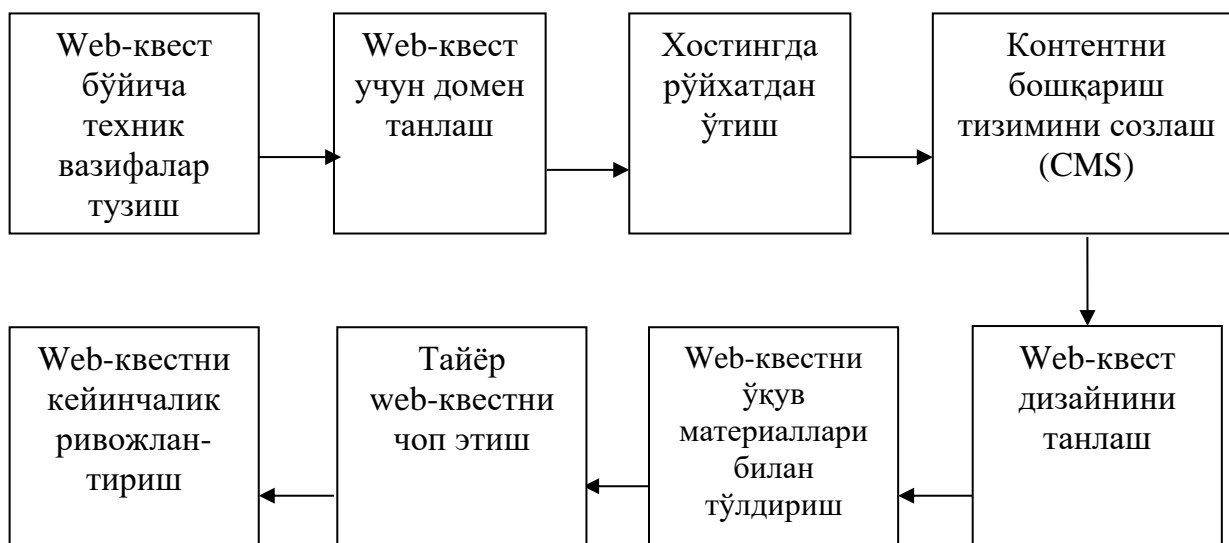 Web-квест
бўйича
техник
вазифалар
тузиш
Web-квест
учун домен
танлаш
Хостингда
рўйхатдан
ўтиш
Контентни
бошқариш
тизимини созлаш
(CMS)
Web-квест
дизайнини
танлаш
Web-квестни
ўқув
материаллари
билан
тўлдириш
Тайёр
web-квестни
чоп этиш
Web-квестни
кейинчалик
ривожлан-
тириш